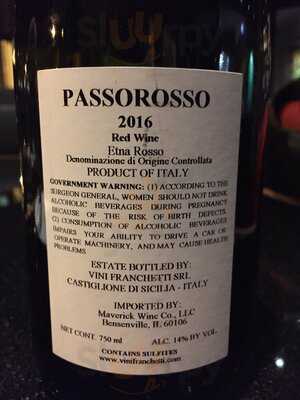 sluurpy
PASSOROSSO
2016
Red Wine
Etna Rosso
Denominazione di Origine Controllata
PRODUCT OF ITALY
GOVERNMENT WARNING: (1) ACCORDING TO THE
SURGEON GENERAL, WOMEN SHOULD NOT DRINK
ALCOHOLIC BEVERAGES DURING PREGNANCY
BECAUSE OF THE RISK OF BIRTH DEFECTS.
(2) CONSUMPTION OF ALCOHOLIC BEVERAGES
IMPAIRS YOUR ABILITY TO DRIVE A CAR OR
OPERATE MACHINERY, AND MAY CAUSE HEALTH
PROBLEMS.
ESTATE BOTTLED BY:
VINI FRANCHETTI SRL
CASTIGLIONE DI SICILIA - ITALY
IMPORTED BY:
Maverick Wine Co., LLC
Bensenville, IL 60106
NET CONT. 750 ml ALC. 14% BY VOL.
CONTAINS SULFITES
www.vinifranchetti.com